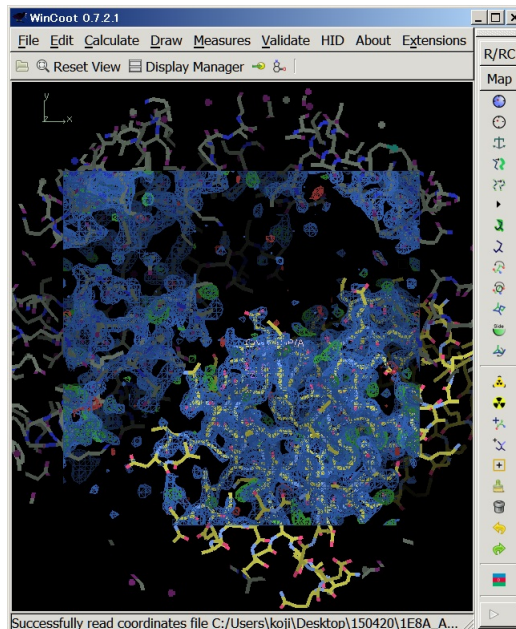 WinCoot 0.7.2.1
File Edit Calculate Draw Measures Validate HID About Extensions
R/RC
Reset View Display Manager
Map
y
x
z
Side
Successfully read coordinates file C:/Users\koji\Desktop\150420\1E8A_A...